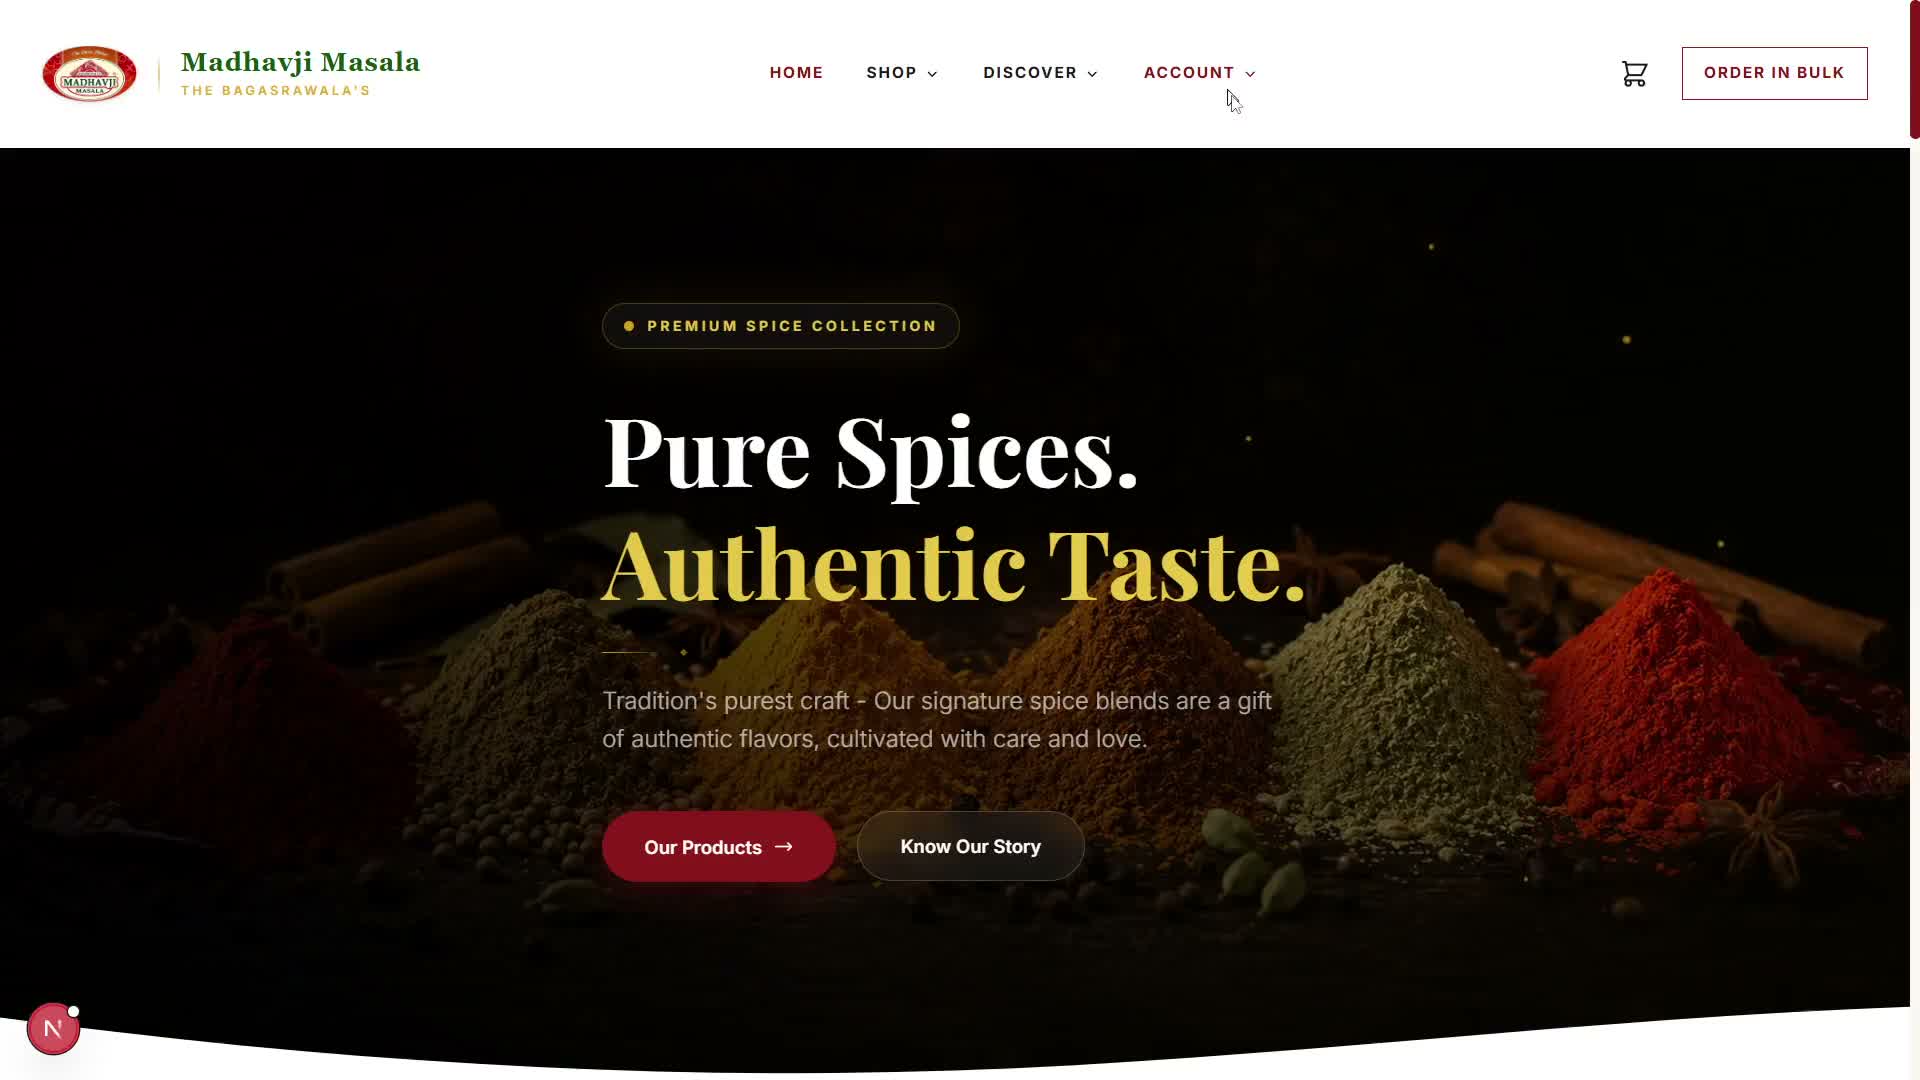 MADHAVJI
MASALA
Madhavji Masala
THE BAGASRAWALA'S
HOME
SHOP
DISCOVER
ACCOUNT
ORDER IN BULK
PREMIUM SPICE COLLECTION
Pure Spices.
Authentic Taste.
Tradition's purest craft - Our signature spice blends are a gift
of authentic flavors, cultivated with care and love.
Our Products →
Know Our Story
N